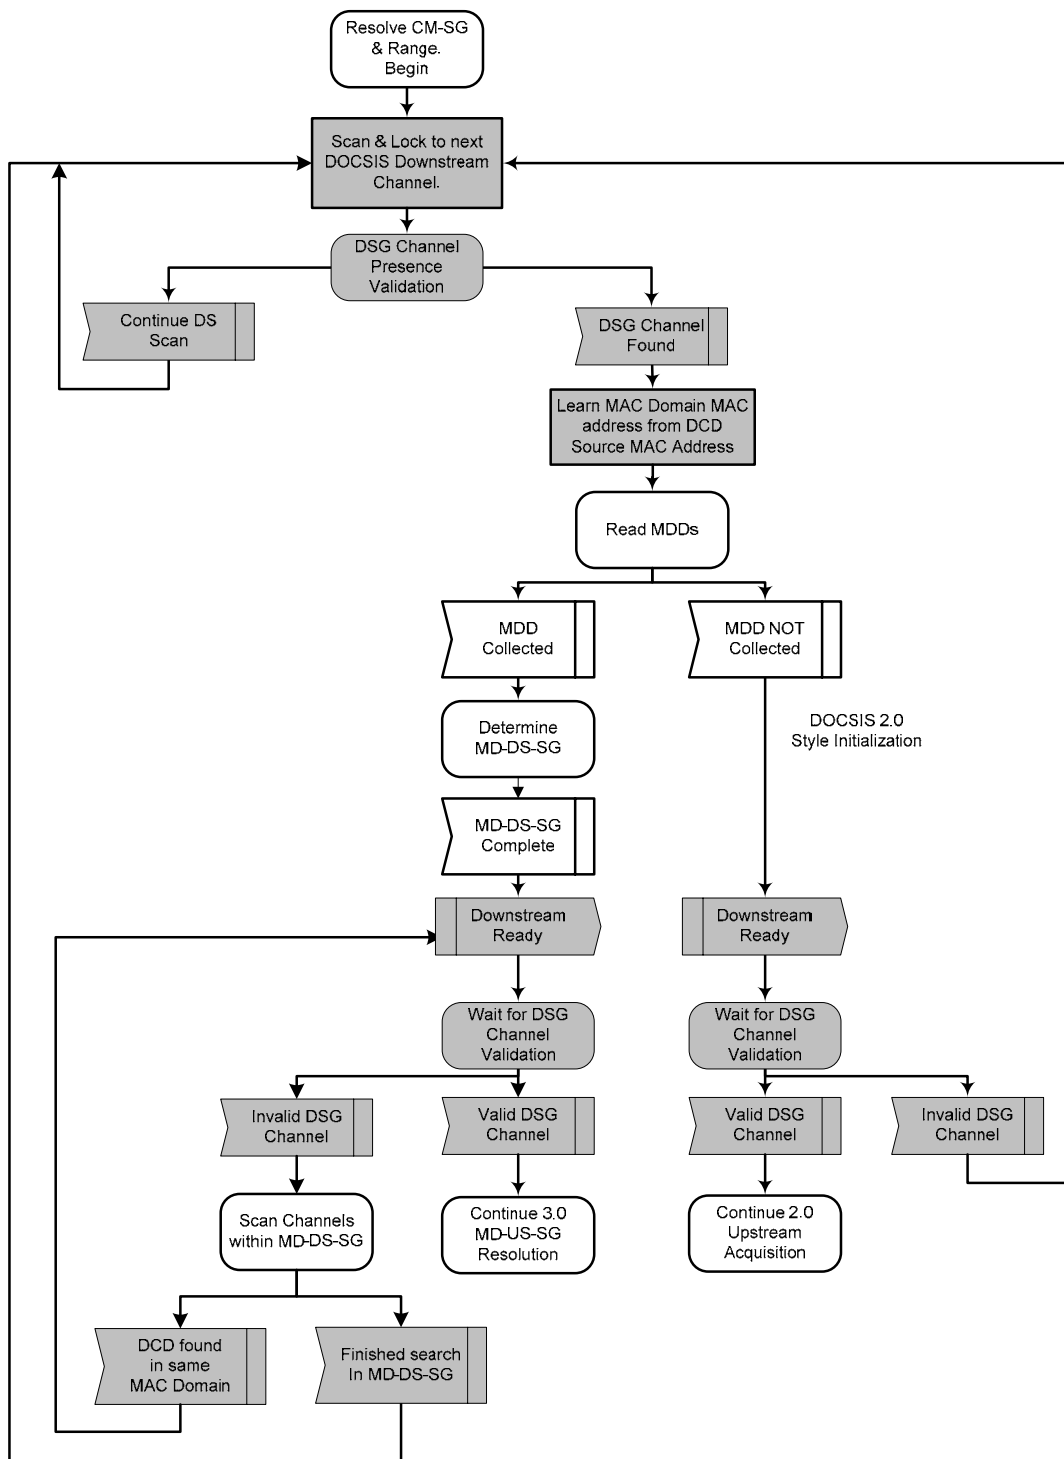 Resolve CM-SG
& Range.
Begin
Scan & Lock to next
DOCSIS Downstream
Channel.
DSG Channel
Presence
Validation
Continue DS
Scan
DSG Channel
Found
Learn MAC Domain MAC
address from DCD
Source MAC Address
Read MDDs
MDD
Collected
MDD NOT
Collected
Determine
MD-DS-SG
DOCSIS 2.0
Style Initialization
MD-DS-SG
Complete
Downstream
Ready
Downstream
Ready
Wait for DSG
Channel
Validation
Wait for DSG
Channel
Validation
Invalid DSG
Channel
Valid DSG
Channel
Valid DSG
Channel
Invalid DSG
Channel
Scan Channels
within MD-DS-SG
Continue 3.0
MD-US-SG
Resolution
Continue 2.0
Upstream
Acquisition
DCD found
in same
MAC Domain
Finished search
In MD-DS-SG